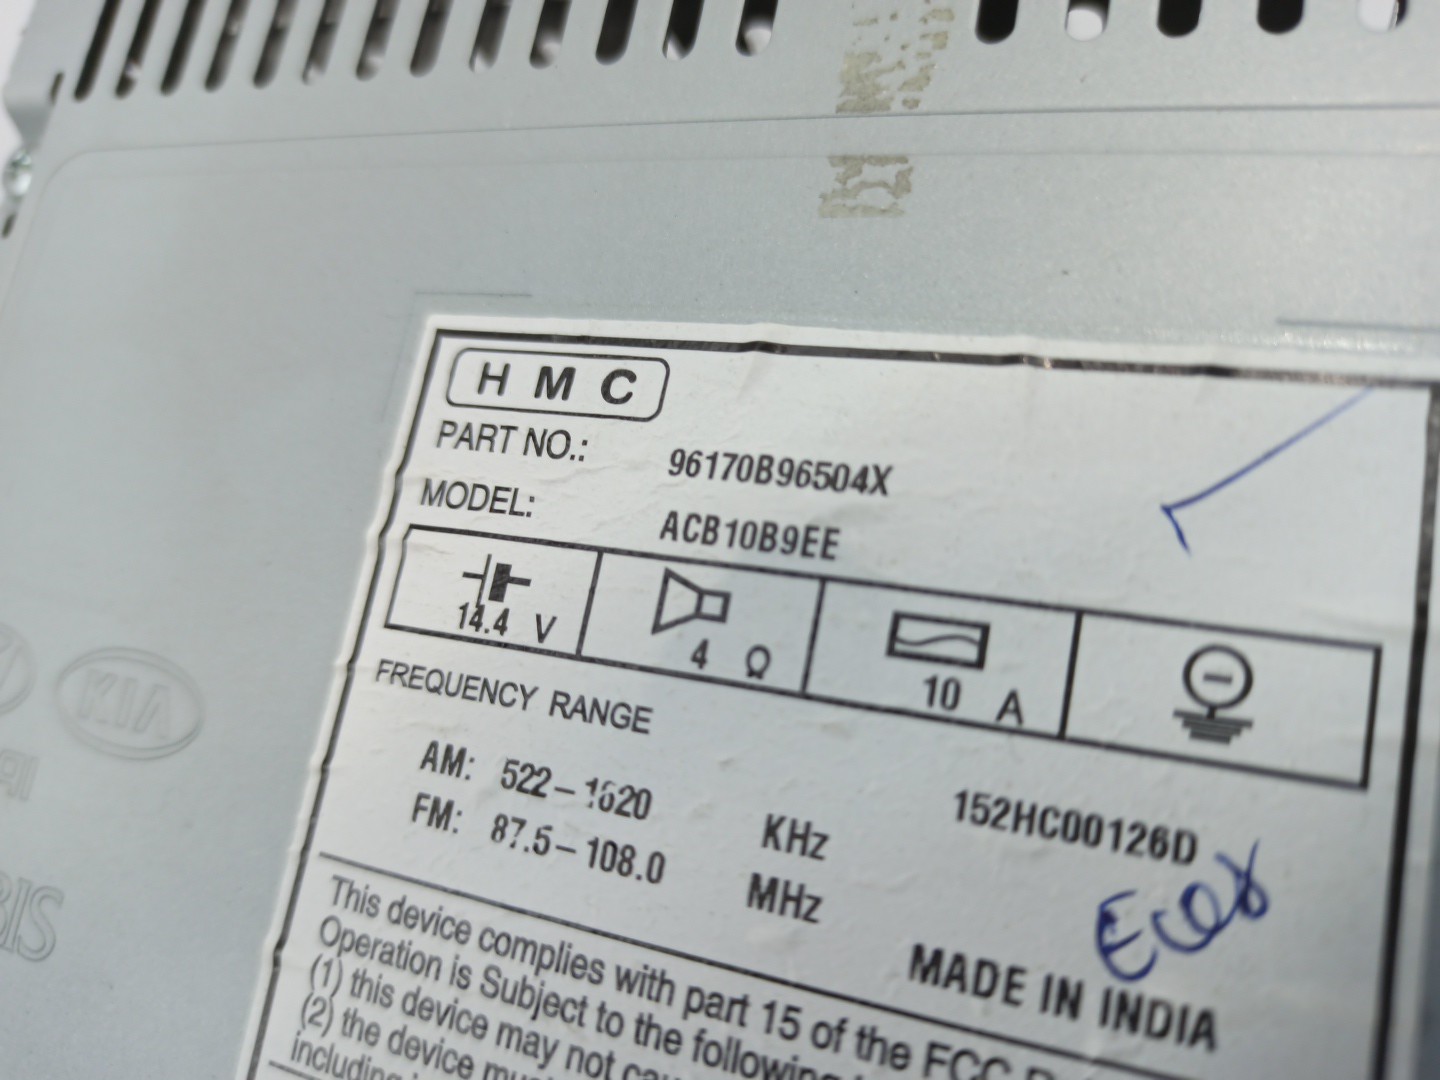 HMC
PART NO.: 96170B96504X
MODEL: ACB10B9EE
14.4 V 4 Ω 10 A
FREQUENCY RANGE
AM: 522–1620 KHz
FM: 87.5–108.0 MHz
152HC00126D
MADE IN INDIA
This device complies with part 15 of the FCC
Operation is Subject to the following
(1) this device may not
(2) the device
including
KIA